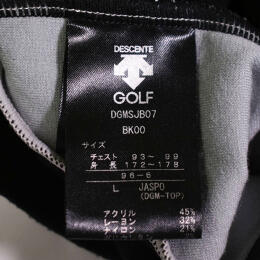 DESCENTE
GOLF
DGMSJB07
BK00
サイズ
チェスト 93～ 99
身 長 172～178
96-6
L JASPO
(DGM-TOP)
アクリル 45%
レーヨン 32%
ナイロン 21%